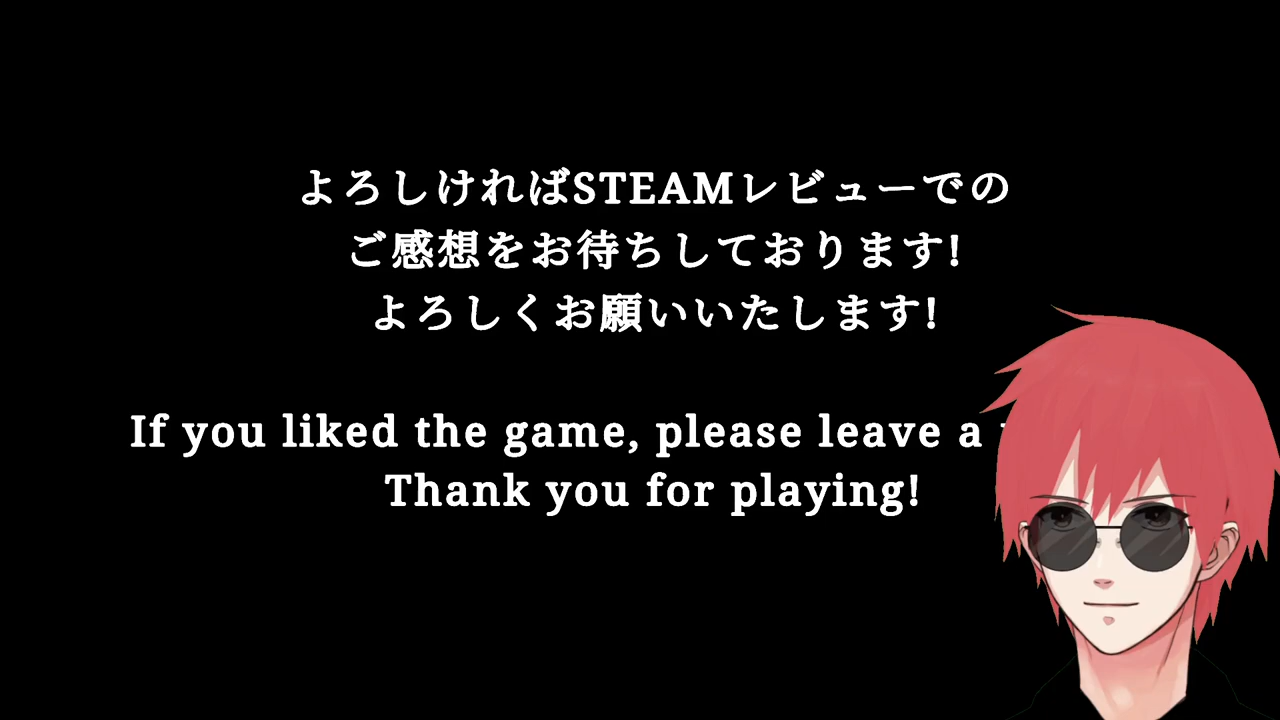 よろしければSTEAMレビューでの
ご感想をお待ちしております!
よろしくお願いいたします!
If you liked the game, please leave a
Thank you for playing!